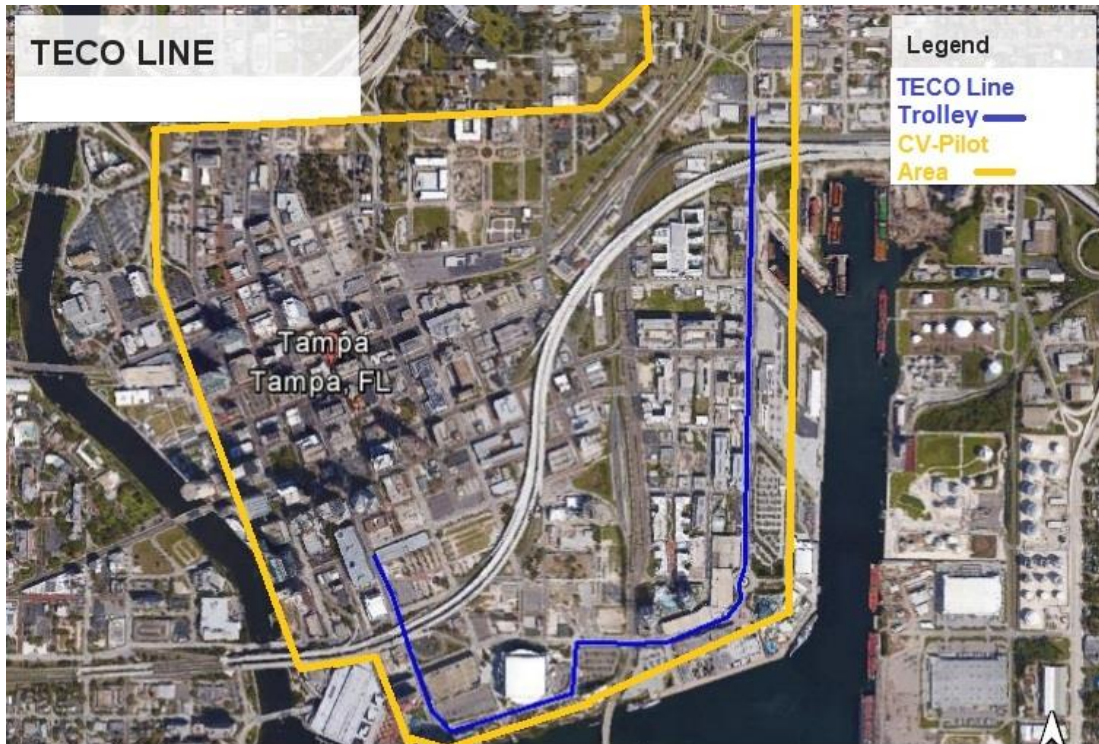 TECO LINE
Legend
TECO Line
Trolley
CV-Pilot
Area
Tampa
Tampa, FL